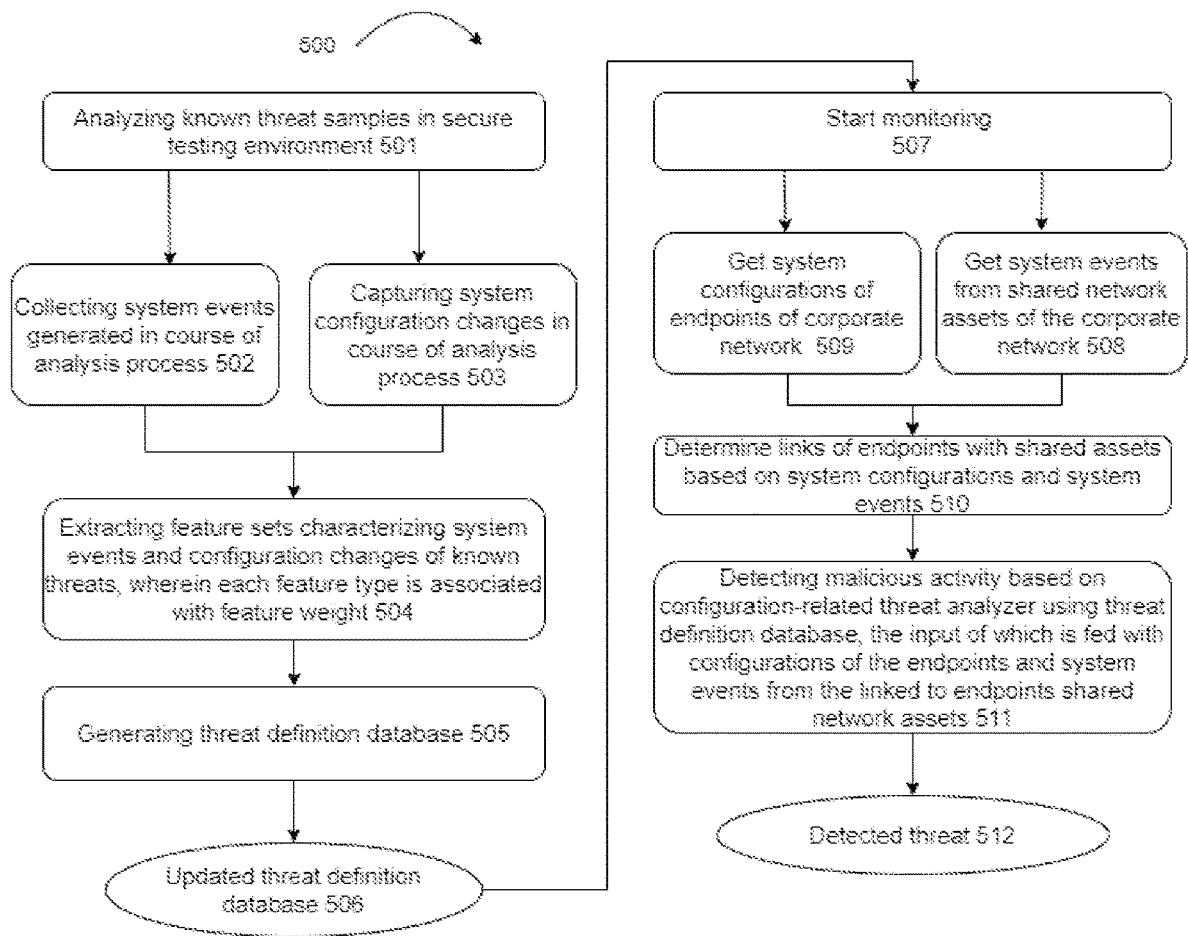 500
Analyzing known threat samples in secure
testing environment 501
Collecting system events
generated in course of
analysis process 502
Capturing system
configuration changes in
course of analysis
process 503
Extracting feature sets characterizing system
events and configuration changes of known
threats, wherein each feature type is associated
with feature weight 504
Generating threat definition database 505
Updated threat definition
database 506
Start monitoring
507
Get system
configurations of
endpoints of corporate
network 509
Get system events
from shared network
assets of the corporate
network 508
Determine links of endpoints with shared assets
based on system configurations and system
events 510
Detecting malicious activity based on
configuration-related threat analyzer using threat
definition database, the input of which is fed with
configurations of the endpoints and system
events from the linked to endpoints shared
network assets 511
Detected threat 512